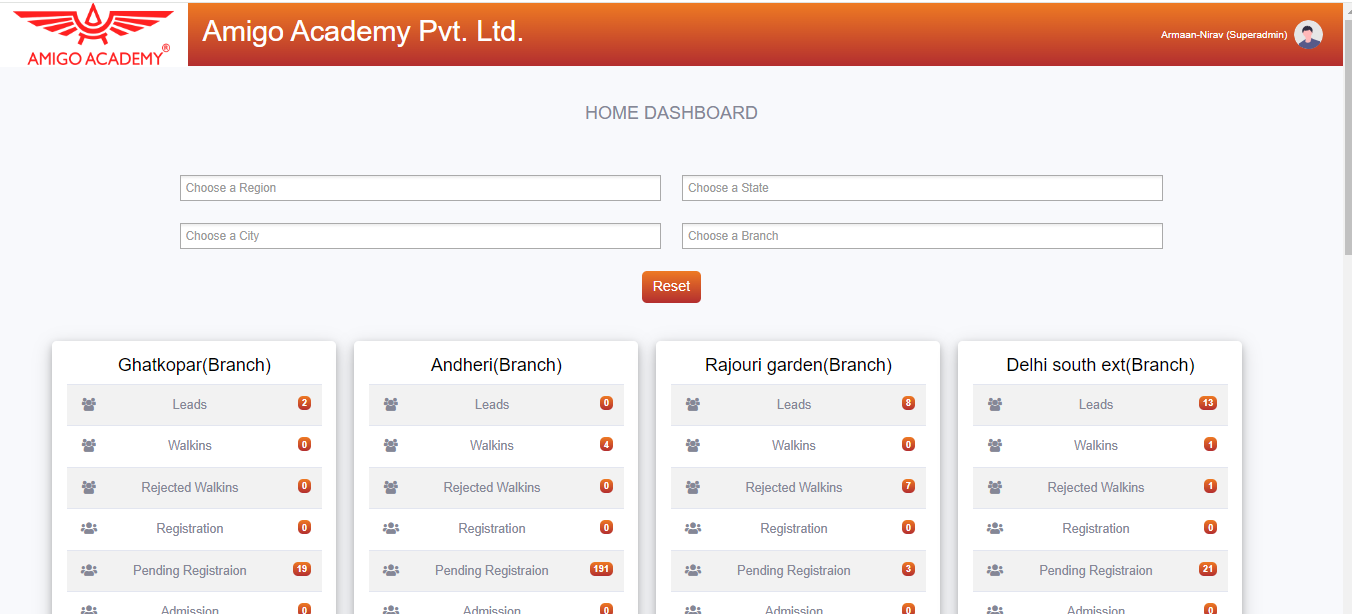 AMIGO ACADEMY®
Amigo Academy Pvt. Ltd.
Armaan-Nirav (Superadmin)
HOME DASHBOARD
Choose a Region
Choose a State
Choose a City
Choose a Branch
Reset
Ghatkopar(Branch)
Leads 2
Walkins 0
Rejected Walkins 0
Registration 0
Pending Registraion 19
Admission 0
Andheri(Branch)
Leads 0
Walkins 4
Rejected Walkins 0
Registration 0
Pending Registraion 191
Admission 0
Rajouri garden(Branch)
Leads 8
Walkins 0
Rejected Walkins 7
Registration 0
Pending Registraion 3
Admission 0
Delhi south ext(Branch)
Leads 13
Walkins 1
Rejected Walkins 1
Registration 0
Pending Registraion 21
Admission 0